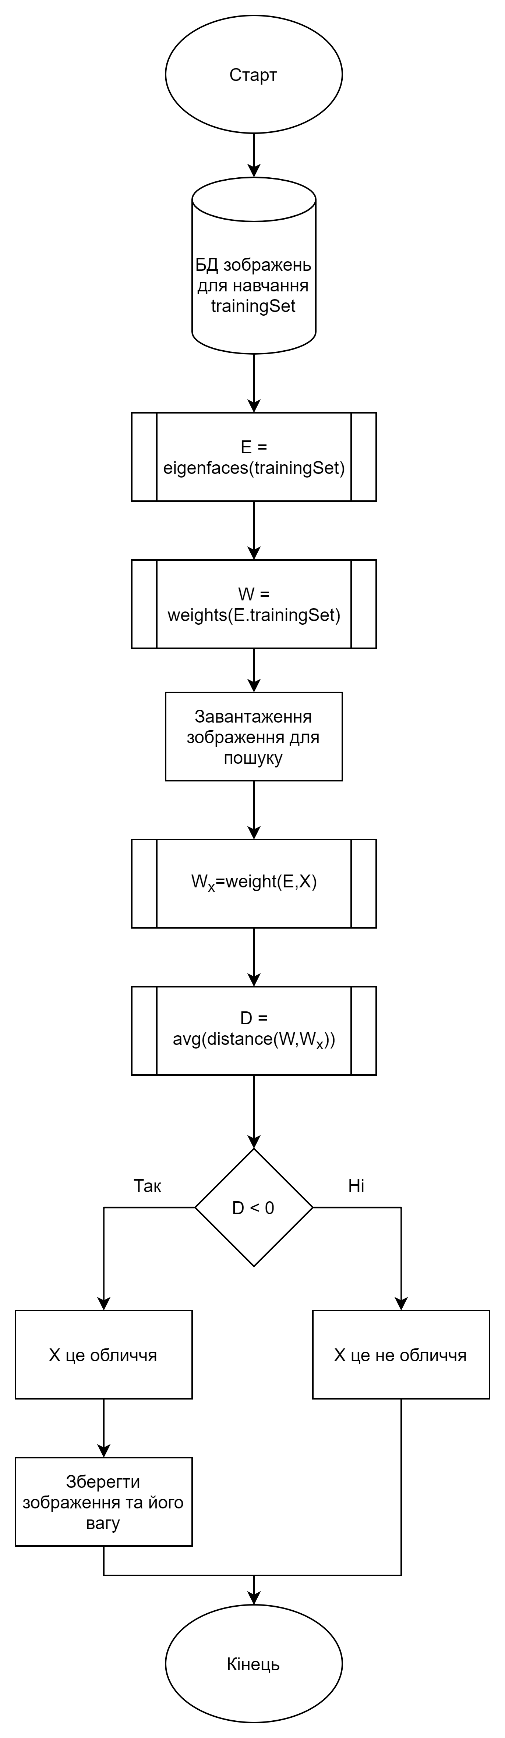 Старт
БД зображень
для навчання
trainingSet
E =
eigenfaces(trainingSet)
W =
weights(E.trainingSet)
Завантаження
зображення для
пошуку
Wx=weight(E,X)
D =
avg(distance(W,Wx))
Так
Ні
D < 0
X це обличчя
X це не обличчя
Зберегти
зображення та його
вагу
Кінець